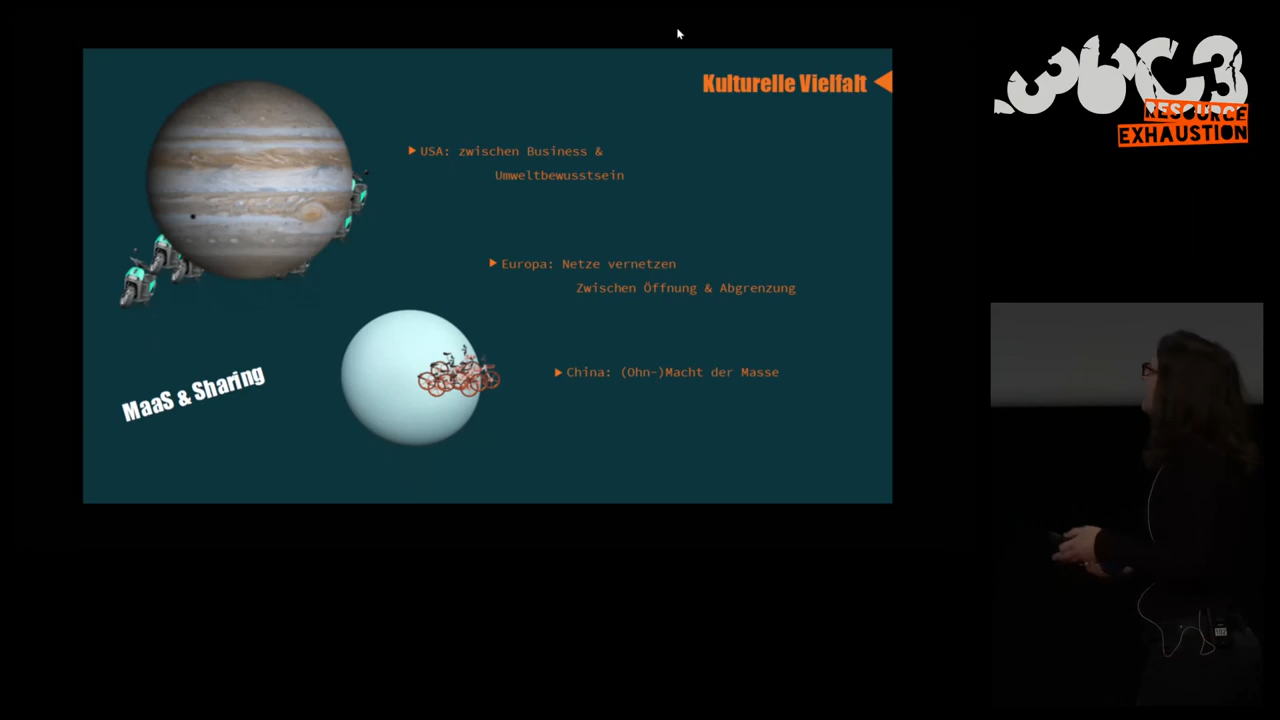 Kulturelle Vielfalt
USA: zwischen Business &
Umweltbewusstsein
Europa: Netze vernetzen
Zwischen Öffnung & Abgrenzung
China: (Ohn-)Macht der Masse
MaaS & Sharing
36C3
RESOURCE
EXHAUSTION